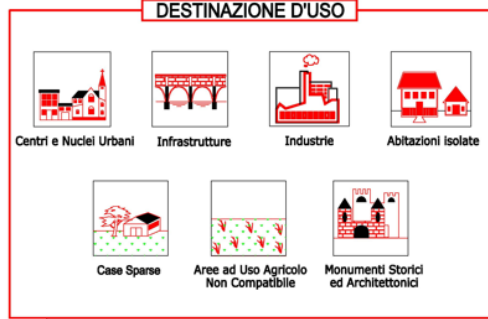 DESTINAZIONE D'USO
Centri e Nuclei Urbani
Infrastrutture
Industrie
Abitazioni isolate
Case Sparse
Aree ad Uso Agricolo
Non Compatibile
Monumenti Storici
ed Architettonici